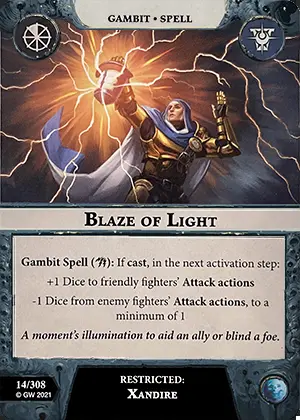 GAMBIT • SPELL
BLAZE OF LIGHT
Gambit Spell (): If cast, in the next activation step:
+1 Dice to friendly fighters' Attack actions
-1 Dice from enemy fighters' Attack actions, to a
minimum of 1
A moment's illumination to aid an ally or blind a foe.
14/308
© GW 2021
RESTRICTED:
XANDIRE